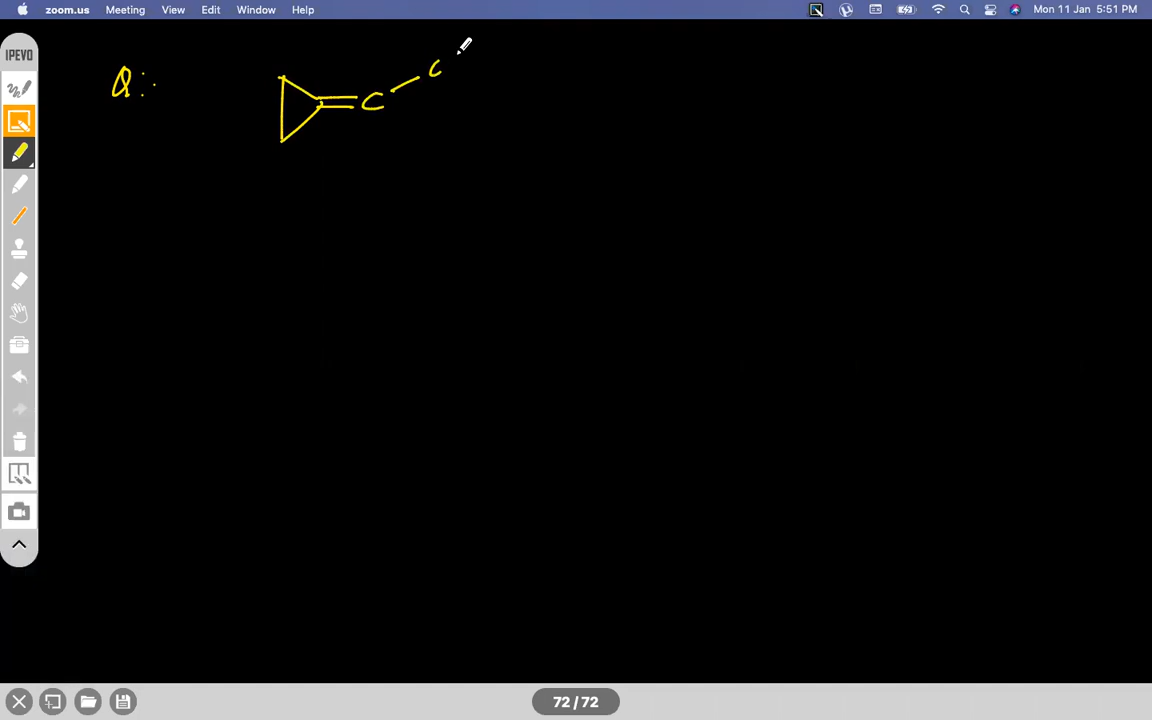 zoom.us Meeting View Edit Window Help Mon 11 Jan 5:51 PM
IPEVO
Q:
C
C
72 / 72